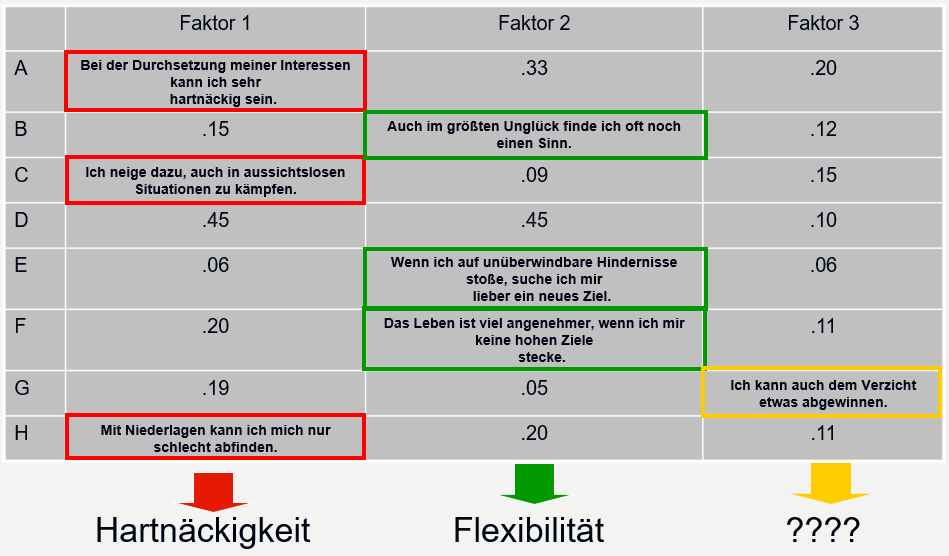 Faktor 1 Faktor 2 Faktor 3
A Bei der Durchsetzung meiner Interessen
kann ich sehr
hartnäckig sein. .33 .20
B .15 Auch im größten Unglück finde ich oft noch
einen Sinn. .12
C Ich neige dazu, auch in aussichtslosen
Situationen zu kämpfen. .09 .15
D .45 .45 .10
E .06 Wenn ich auf unüberwindbare Hindernisse
stoße, suche ich mir
lieber ein neues Ziel. .06
F .20 Das Leben ist viel angenehmer, wenn ich mir
keine hohen Ziele
stecke. .11
G .19 .05 Ich kann auch dem Verzicht
etwas abgewinnen.
H Mit Niederlagen kann ich mich nur
schlecht abfinden. .20 .11
Hartnäckigkeit Flexibilität ????